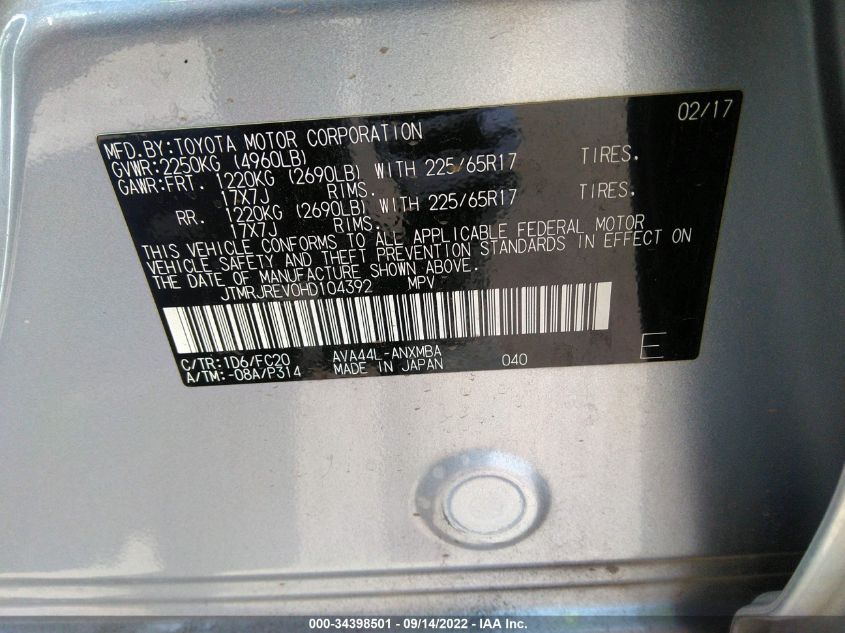 02/17
MFD.BY:TOYOTA MOTOR CORPORATION
GVWR:2250KG (4960LB)
GAWR:FRT. 1220KG (2690LB) WITH 225/65R17 TIRES.
17X7J RIMS.
RR. 1220KG (2690LB) WITH 225/65R17 TIRES.
17X7J RIMS.
THIS VEHICLE CONFORMS TO ALL APPLICABLE FEDERAL MOTOR
VEHICLE SAFETY AND THEFT PREVENTION STANDARDS IN EFFECT ON
THE DATE OF MANUFACTURE SHOWN ABOVE.
JTMRJREV0HD104392 MPV
C/TR:1D6/FC20 AVA44L-ANXMBA 040 E
A/TM:-08A/P314 MADE IN JAPAN
000-34398501 - 09/14/2022 - IAA Inc.